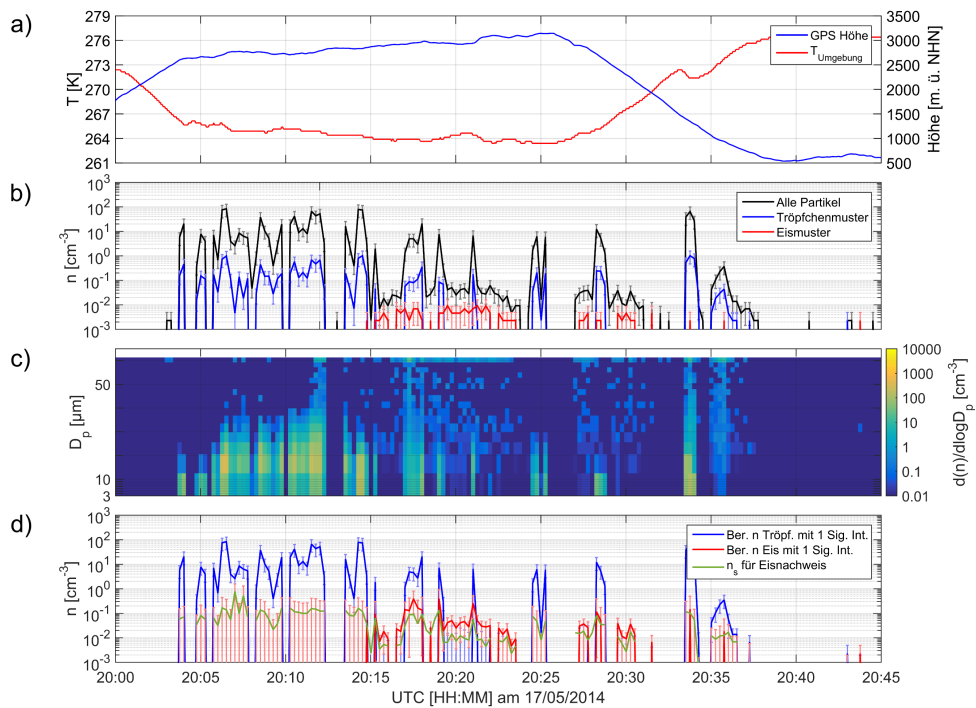 a)
279
276
273
270
267
264
261
T [K]
3500
3000
2500
2000
1500
1000
500
Höhe [m. ü. NHN]
GPS Höhe
T_Umgebung
b)
10^3
10^2
10^1
10^0
10^-1
10^-2
10^-3
n [cm^-3]
Alle Partikel
Tröpfchenmuster
Eismuster
c)
50
10
3
D_p [µm]
10000
1000
100
10
1
0.1
0.01
d(n)/dlogD_p [cm^-3]
d)
10^3
10^2
10^1
10^0
10^-1
10^-2
10^-3
n [cm^-3]
Ber. n Tröpf. mit 1 Sig. Int.
Ber. n Eis mit 1 Sig. Int.
n_s für Eisnachweis
20:00 20:05 20:10 20:15 20:20 20:25 20:30 20:35 20:40 20:45
UTC [HH:MM] am 17/05/2014